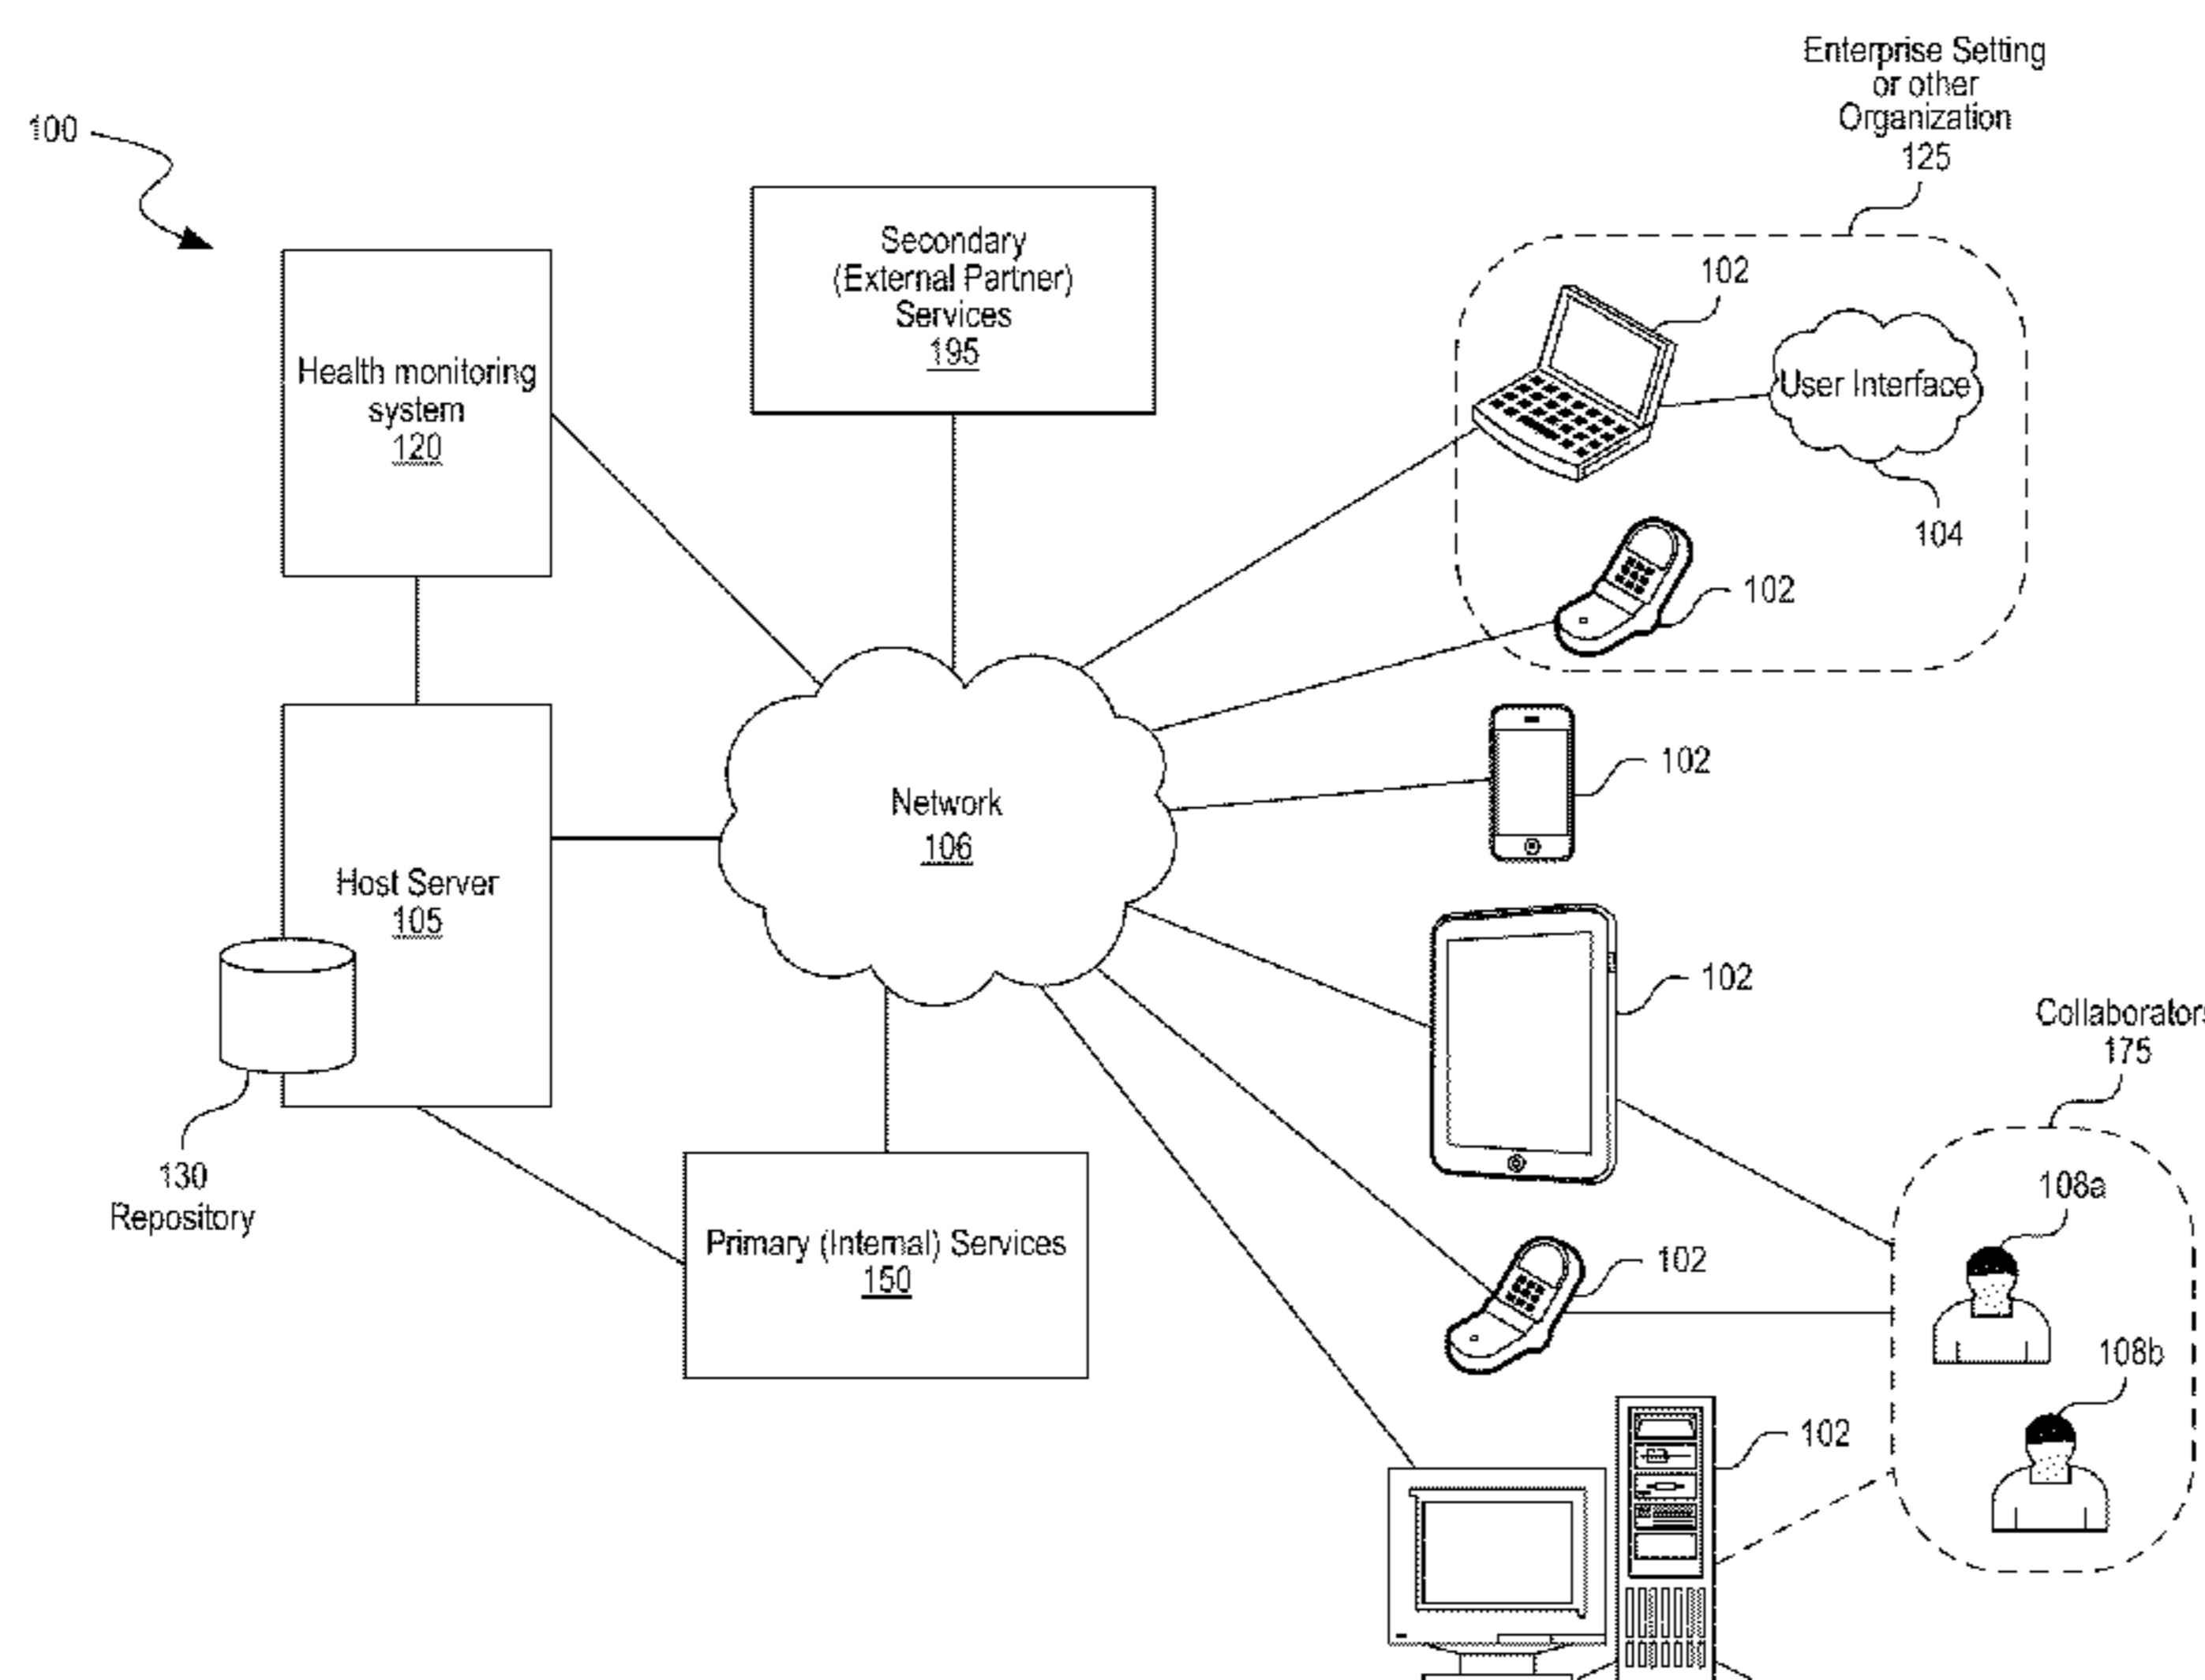 100
Enterprise Setting
or other
Organization
125
Secondary
(External Partner)
Services
195
102
User Interface
104
102
Health monitoring
system
120
Network
106
102
Host Server
105
102
Collaborators
175
130
Repository
Primary (Internal) Services
150
108a
102
108b
102